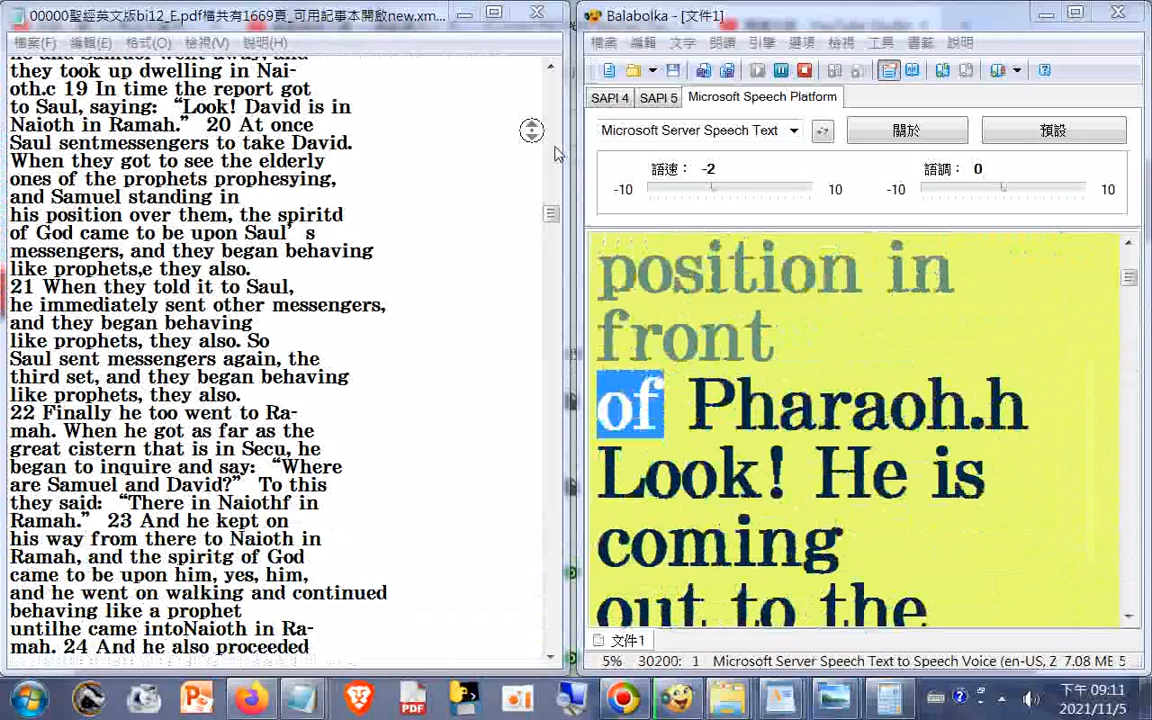 00000聖經英文版bi12_E.pdf檔共有1669頁_可用記事本開啟new.xm...
檔案(F) 編輯(E) 格式(O) 檢視(V) 說明(H)
they took up dwelling in Nai-
oth.c 19 In time the report got
to Saul, saying: “Look! David is in
Naioth in Ramah.” 20 At once
Saul sentmessengers to take David.
When they got to see the elderly
ones of the prophets prophesying,
and Samuel standing in
his position over them, the spiritd
of God came to be upon Saul’s
messengers, and they began behaving
like prophets,e they also.
21 When they told it to Saul,
he immediately sent other messengers,
and they began behaving
like prophets, they also. So
Saul sent messengers again, the
third set, and they began behaving
like prophets, they also.
22 Finally he too went to Ra-
mah. When he got as far as the
great cistern that is in Secu, he
began to inquire and say: “Where
are Samuel and David?” To this
they said: “There in Naiothf in
Ramah.” 23 And he kept on
his way from there to Naioth in
Ramah, and the spiritg of God
came to be upon him, yes, him,
and he went on walking and continued
behaving like a prophet
untilhe came intoNaioth in Ra-
mah. 24 And he also proceeded
Balabolka - [文件1]
檔案 編輯 文字 朗讀 引擎 選項 檢視 工具 書籤 說明
SAPI 4 SAPI 5 Microsoft Speech Platform
Microsoft Server Speech Text 關於 預設
語速： -2 語調： 0
-10 10 -10 10
position in
front
of Pharaoh.h
Look! He is
coming
out to the
文件1
5% 30200: 1 Microsoft Server Speech Text to Speech Voice (en-US, Z 7.08 MB 5
下午 09:11
2021/11/5